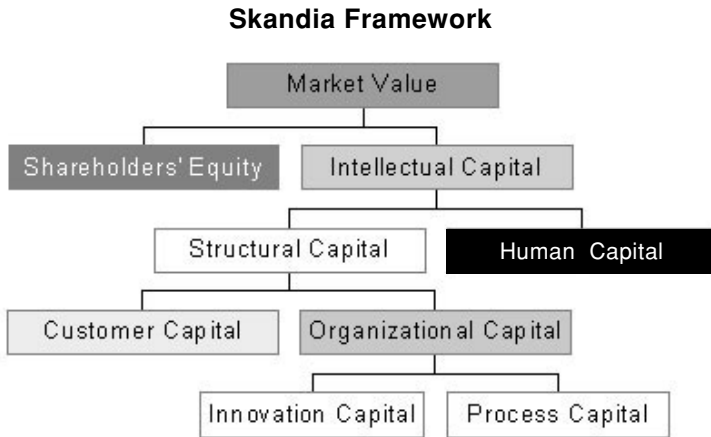 Skandia Framework
Market Value
Shareholders' Equity
Intellectual Capital
Structural Capital
Human Capital
Customer Capital
Organizational Capital
Innovation Capital
Process Capital